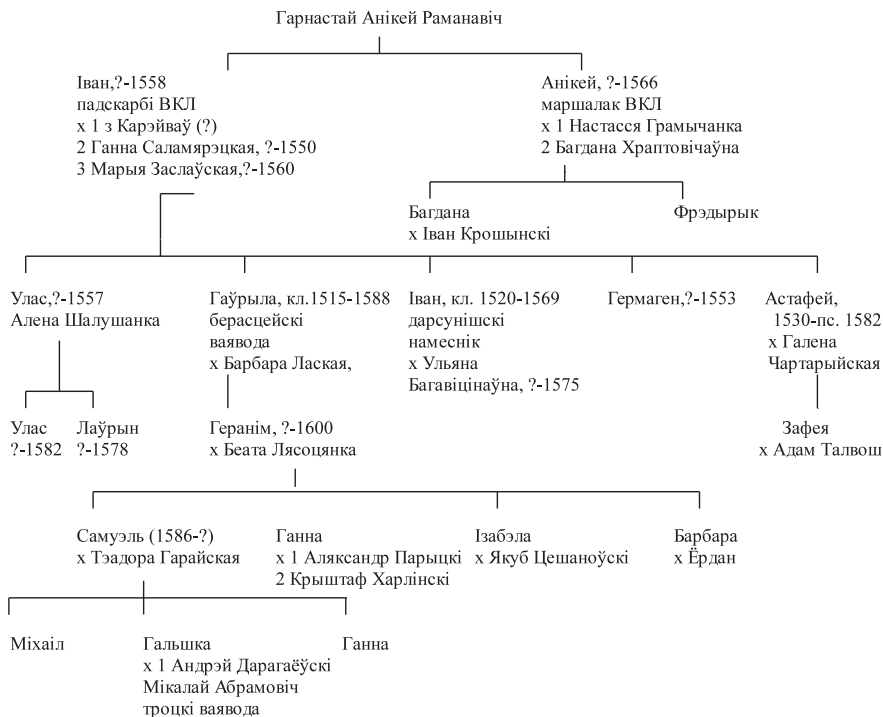 Гарнастай Анікей Раманавіч
Іван,?-1558
падскарбі ВКЛ
х 1 з Карэйваў (?)
2 Ганна Саламярэцкая, ?-1550
3 Марыя Заслаўская,?-1560
Анікей, ?-1566
маршалак ВКЛ
х 1 Настасся Грамычанка
2 Багдана Храптовічаўна
Багдана
х Іван Крошынскі
Фрэдырык
Улас,?-1557
Алена Шалушанка
Гаўрыла, кл.1515-1588
берасцейскі
ваявода
х Барбара Лаская,
Іван, кл. 1520-1569
дарсунішскі
намеснік
х Ульяна
Багавіцінаўна, ?-1575
Гермаген,?-1553
Астафей,
1530-пс. 1582
х Галена
Чартарыйская
Улас
?-1582
Лаўрын
?-1578
Геранім, ?-1600
х Беата Лясоцянка
Зафея
х Адам Талвош
Самуэль (1586-?)
х Тэадора Гарайская
Ганна
х 1 Аляксандр Парыцкі
2 Крыштаф Харлінскі
Ізабэла
х Якуб Цешаноўскі
Барбара
х Ёрдан
Міхаіл
Гальшка
х 1 Андрэй Дарагаёўскі
Мікалай Абрамовіч
троцкі ваявода
Ганна